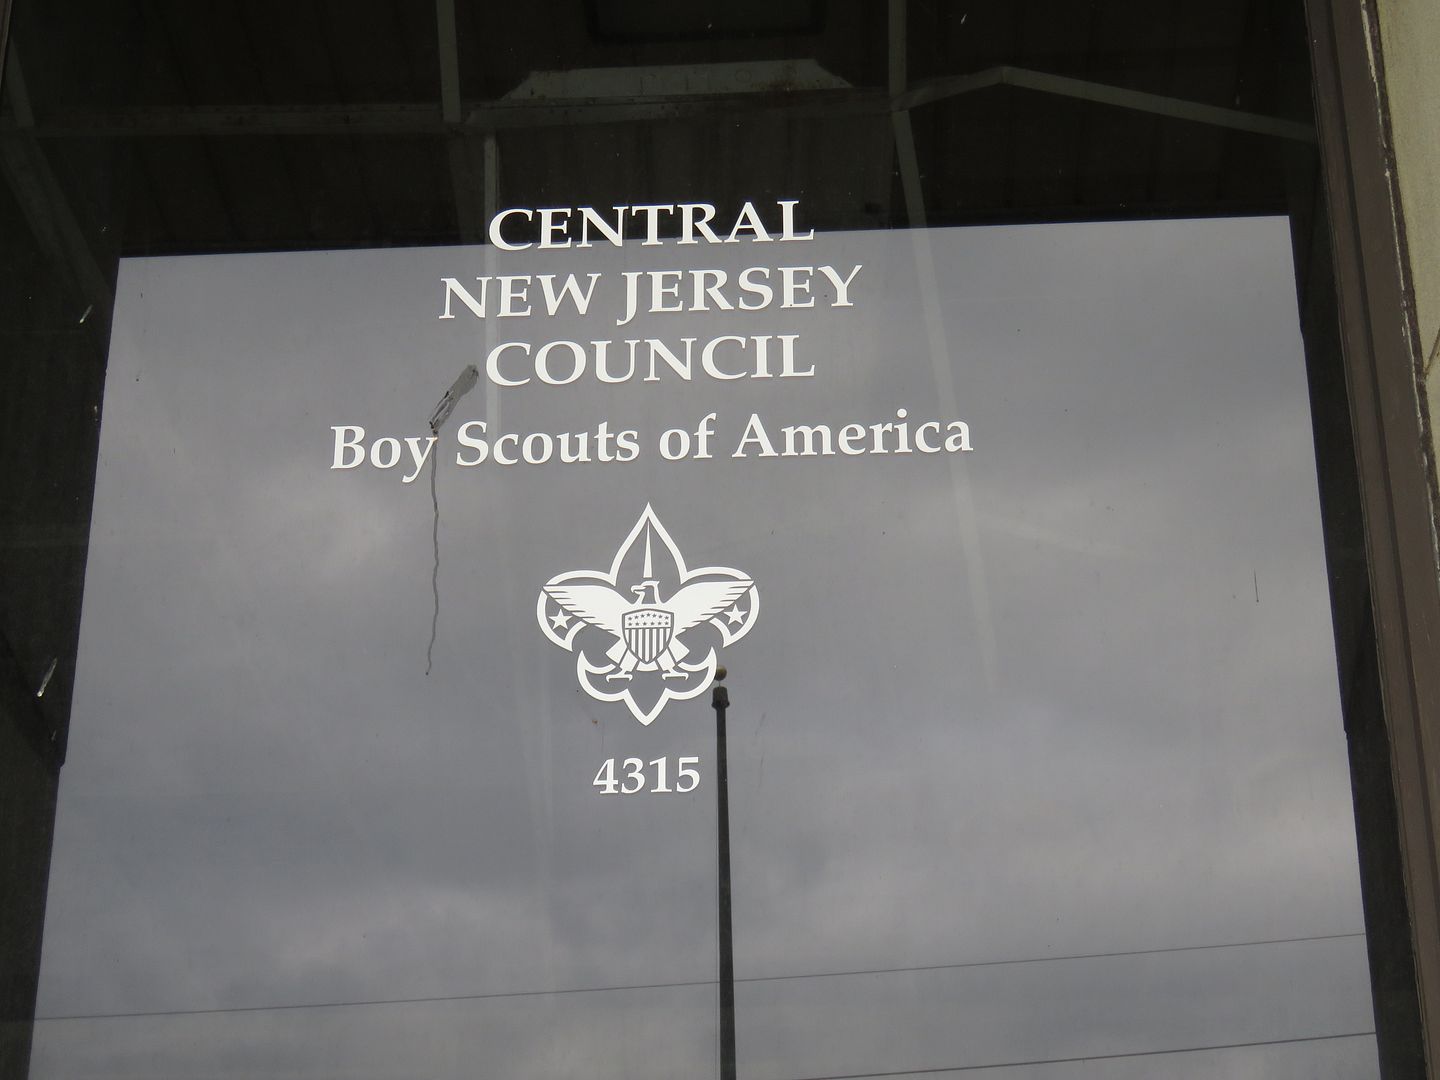 CENTRAL
NEW JERSEY
COUNCIL
Boy Scouts of America
4315